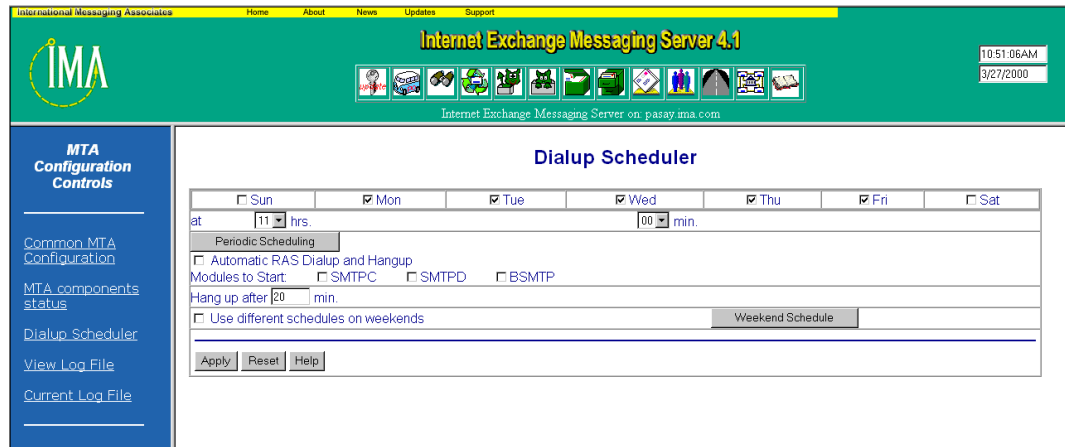 International Messaging Associates Home About News Updates Support
IMA
Internet Exchange Messaging Server 4.1
10:51:06AM
3/27/2000
update
Internet Exchange Messaging Server on: pasay.ima.com
MTA
Configuration
Controls
Common MTA
Configuration
MTA components
status
Dialup Scheduler
View Log File
Current Log File
Dialup Scheduler
Sun Mon Tue Wed Thu Fri Sat
at 11 hrs. 00 min.
Periodic Scheduling
Automatic RAS Dialup and Hangup
Modules to Start: SMTPC SMTPD BSMTP
Hang up after 20 min.
Use different schedules on weekends Weekend Schedule
Apply Reset Help